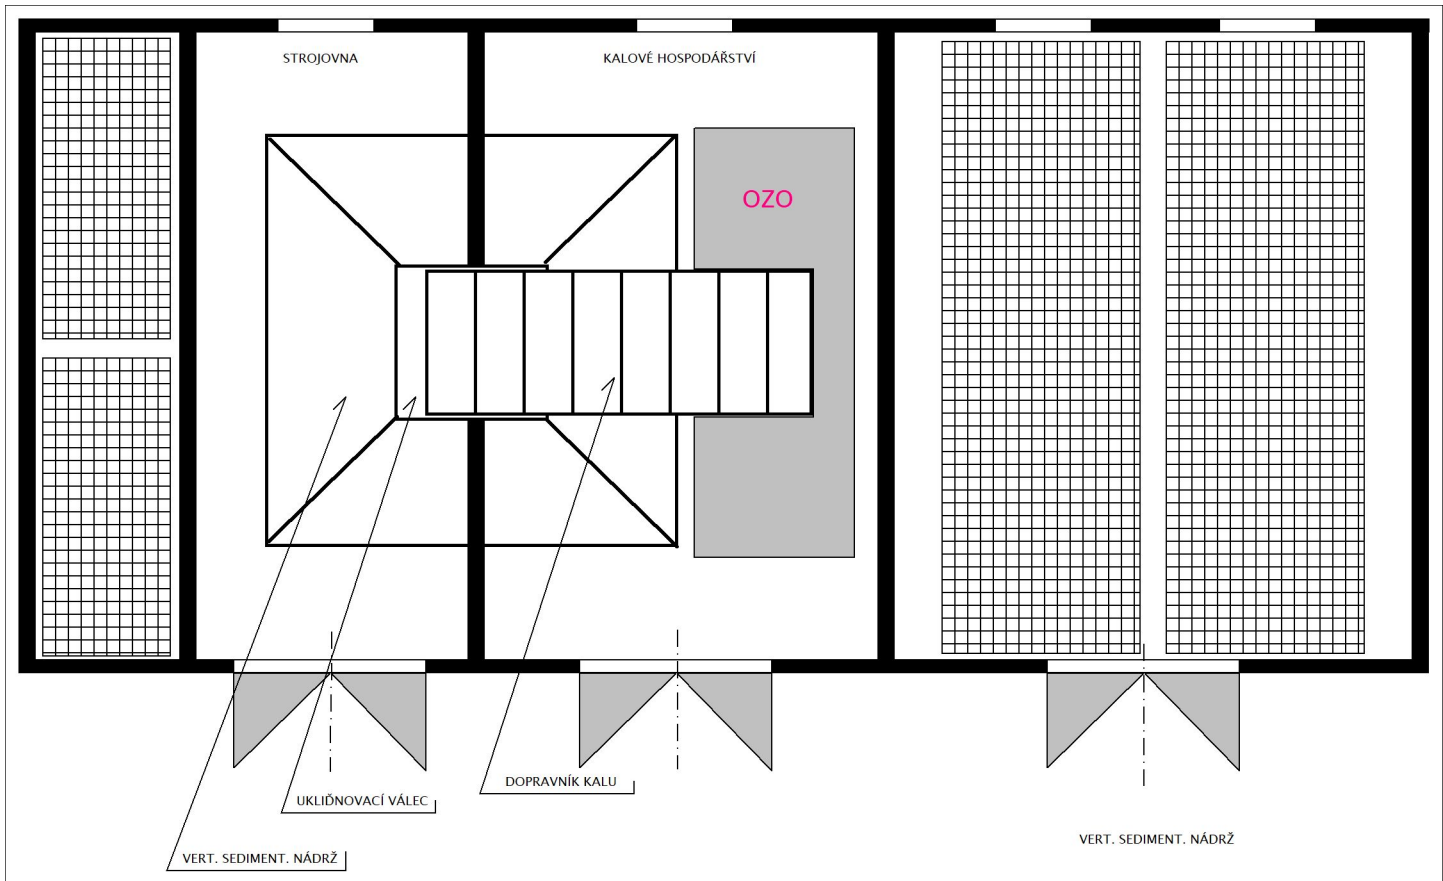 STROJOVNA
KALOVÉ HOSPODÁŘSTVÍ
OZO
DOPRAVNÍK KALU
UKLIĎNOVACÍ VÁLEC
VERT. SEDIMENT. NÁDRŽ
VERT. SEDIMENT. NÁDRŽ